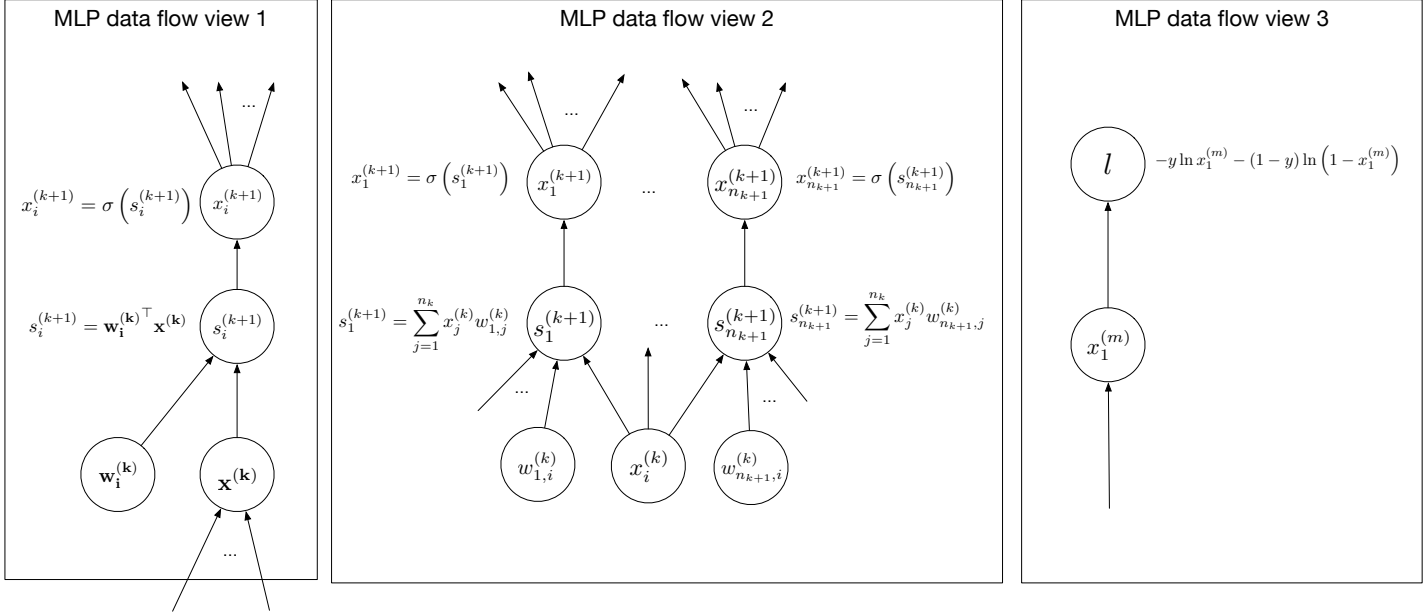 MLP data flow view 1
...
x_i^{(k+1)} = σ(s_i^{(k+1)})
x_i^{(k+1)}
s_i^{(k+1)} = w_i^{(k)⊤} x^{(k)}
s_i^{(k+1)}
w_i^{(k)}
x^{(k)}
...
MLP data flow view 2
...
...
x_1^{(k+1)} = σ(s_1^{(k+1)})
x_1^{(k+1)}
...
x_{n_{k+1}}^{(k+1)}
x_{n_{k+1}}^{(k+1)} = σ(s_{n_{k+1}}^{(k+1)})
s_1^{(k+1)} = ∑_{j=1}^{n_k} x_j^{(k)} w_{1,j}^{(k)}
s_1^{(k+1)}
...
s_{n_{k+1}}^{(k+1)}
s_{n_{k+1}}^{(k+1)} = ∑_{j=1}^{n_k} x_j^{(k)} w_{n_{k+1},j}^{(k)}
...
...
w_{1,i}^{(k)}
x_i^{(k)}
w_{n_{k+1},i}^{(k)}
MLP data flow view 3
l
−y ln x_1^{(m)} − (1 − y) ln(1 − x_1^{(m)})
x_1^{(m)}